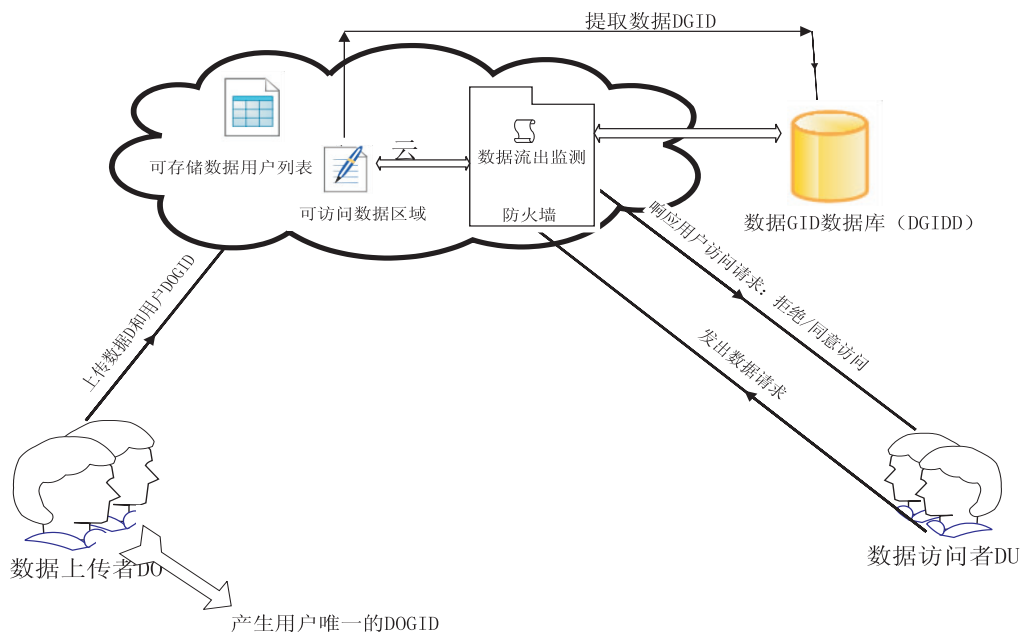 提取数据DGID
云
可存储数据用户列表
数据流出监测
可访问数据区域
防火墙
数据GID数据库（DGIDD）
上传数据D和用户DOGID
响应用户访问请求：拒绝/同意访问
发出数据请求
数据上传者DO
数据访问者DU
产生用户唯一的DOGID